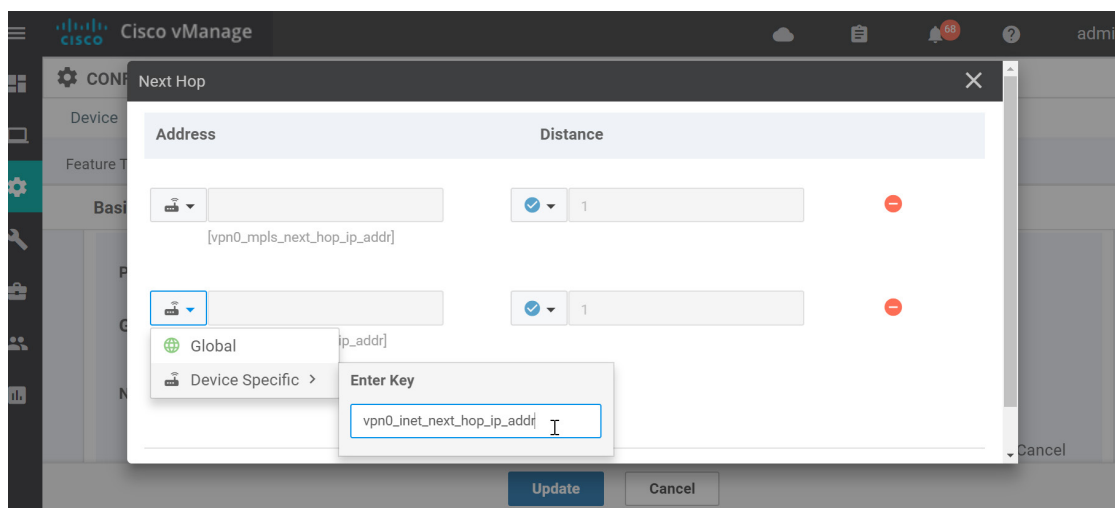 CISCO Cisco vManage 68 admi
CONF
Next Hop
Device
Address Distance
Feature T
1
Basi
[vpn0_mpls_next_hop_ip_addr]
P
1
G
Global ip_addr]
Device Specific > Enter Key
N
vpn0_inet_next_hop_ip_addr
Cancel
Update Cancel